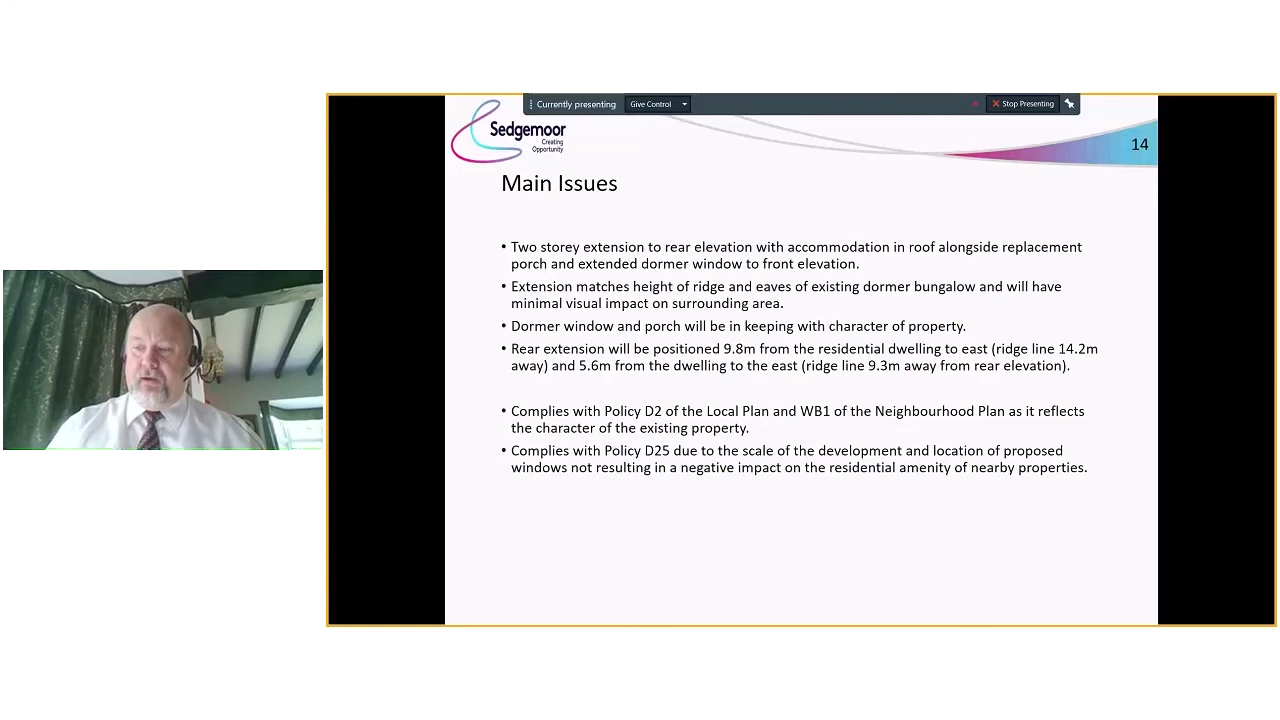 Currently presenting
Give Control
Stop Presenting
Sedgemoor
Creating
Opportunity
14
Main Issues
• Two storey extension to rear elevation with accommodation in roof alongside replacement
porch and extended dormer window to front elevation.
• Extension matches height of ridge and eaves of existing dormer bungalow and will have
minimal visual impact on surrounding area.
• Dormer window and porch will be in keeping with character of property.
• Rear extension will be positioned 9.8m from the residential dwelling to east (ridge line 14.2m
away) and 5.6m from the dwelling to the east (ridge line 9.3m away from rear elevation).
• Complies with Policy D2 of the Local Plan and WB1 of the Neighbourhood Plan as it reflects
the character of the existing property.
• Complies with Policy D25 due to the scale of the development and location of proposed
windows not resulting in a negative impact on the residential amenity of nearby properties.